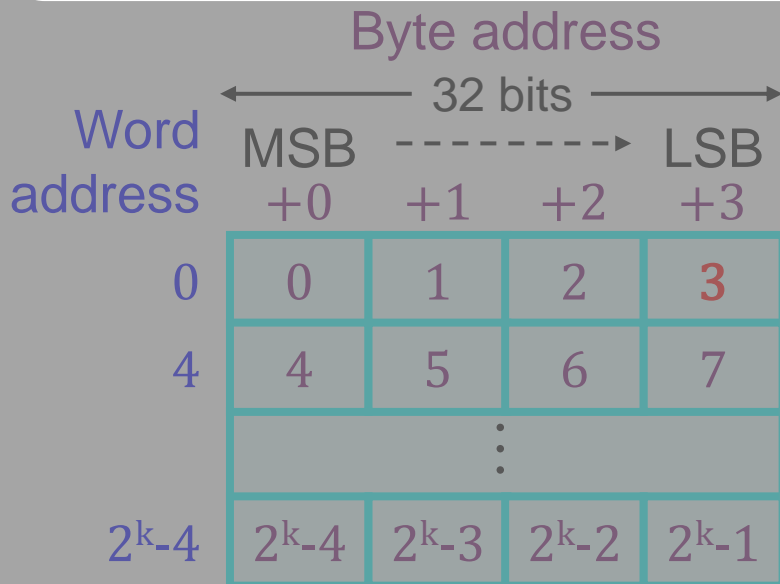 Byte address
32 bits
Word address
MSB LSB
+0 +1 +2 +3
0 0 1 2 3
4 4 5 6 7
⋮
2ᵏ-4 2ᵏ-4 2ᵏ-3 2ᵏ-2 2ᵏ-1